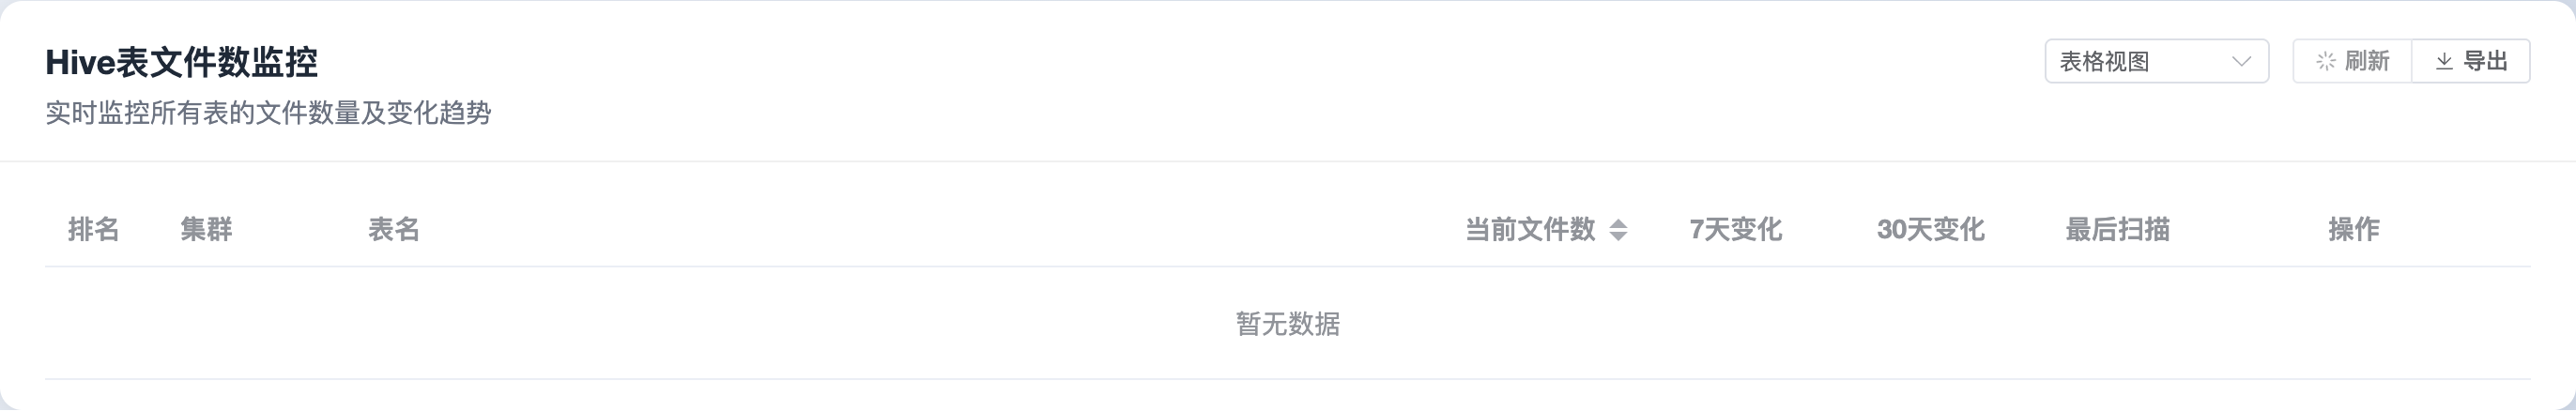 Hive表文件数监控
实时监控所有表的文件数量及变化趋势
表格视图 刷新 导出
排名 集群 表名 当前文件数 7天变化 30天变化 最后扫描 操作
暂无数据